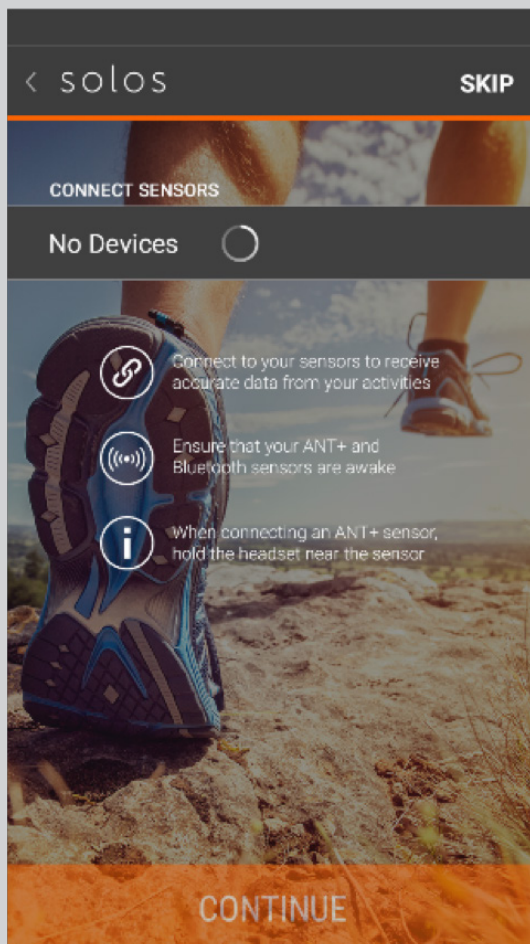 solos
SKIP
CONNECT SENSORS
No Devices
Connect to your sensors to receive
accurate data from your activities
Ensure that your ANT+ and
Bluetooth sensors are awake
When connecting an ANT+ sensor,
hold the headset near the sensor
CONTINUE